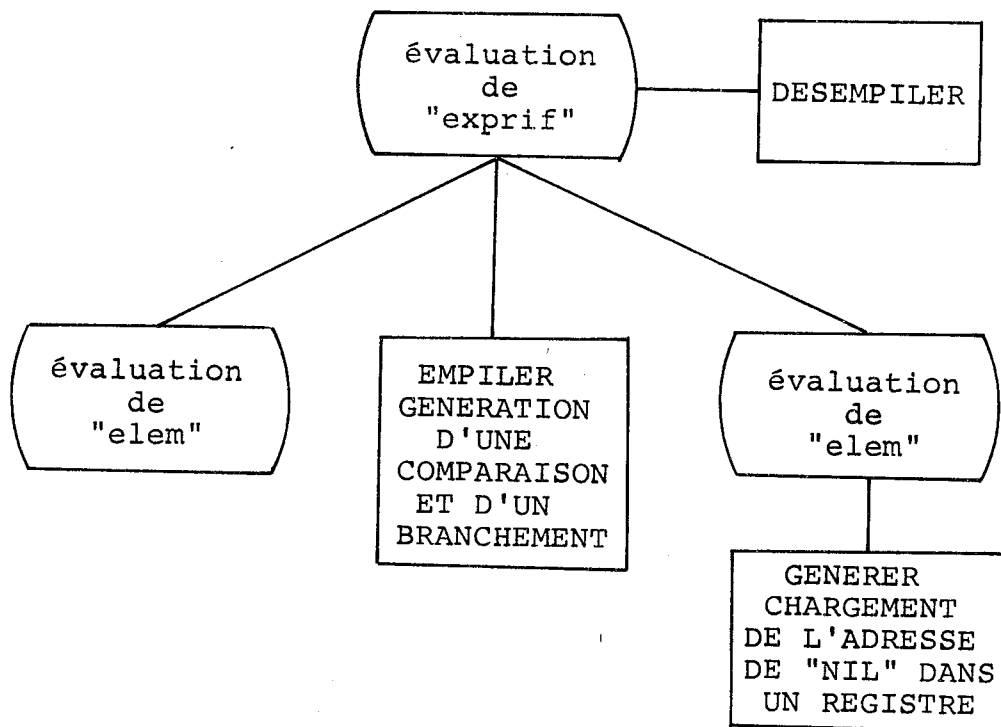 évaluation
de
"exprif"
DESEMPILER
évaluation
de
"elem"
EMPILER
GENERATION
D'UNE
COMPARAISON
ET D'UN
BRANCHEMENT
évaluation
de
"elem"
GENERER
CHARGEMENT
DE L'ADRESSE
DE "NIL" DANS
UN REGISTRE